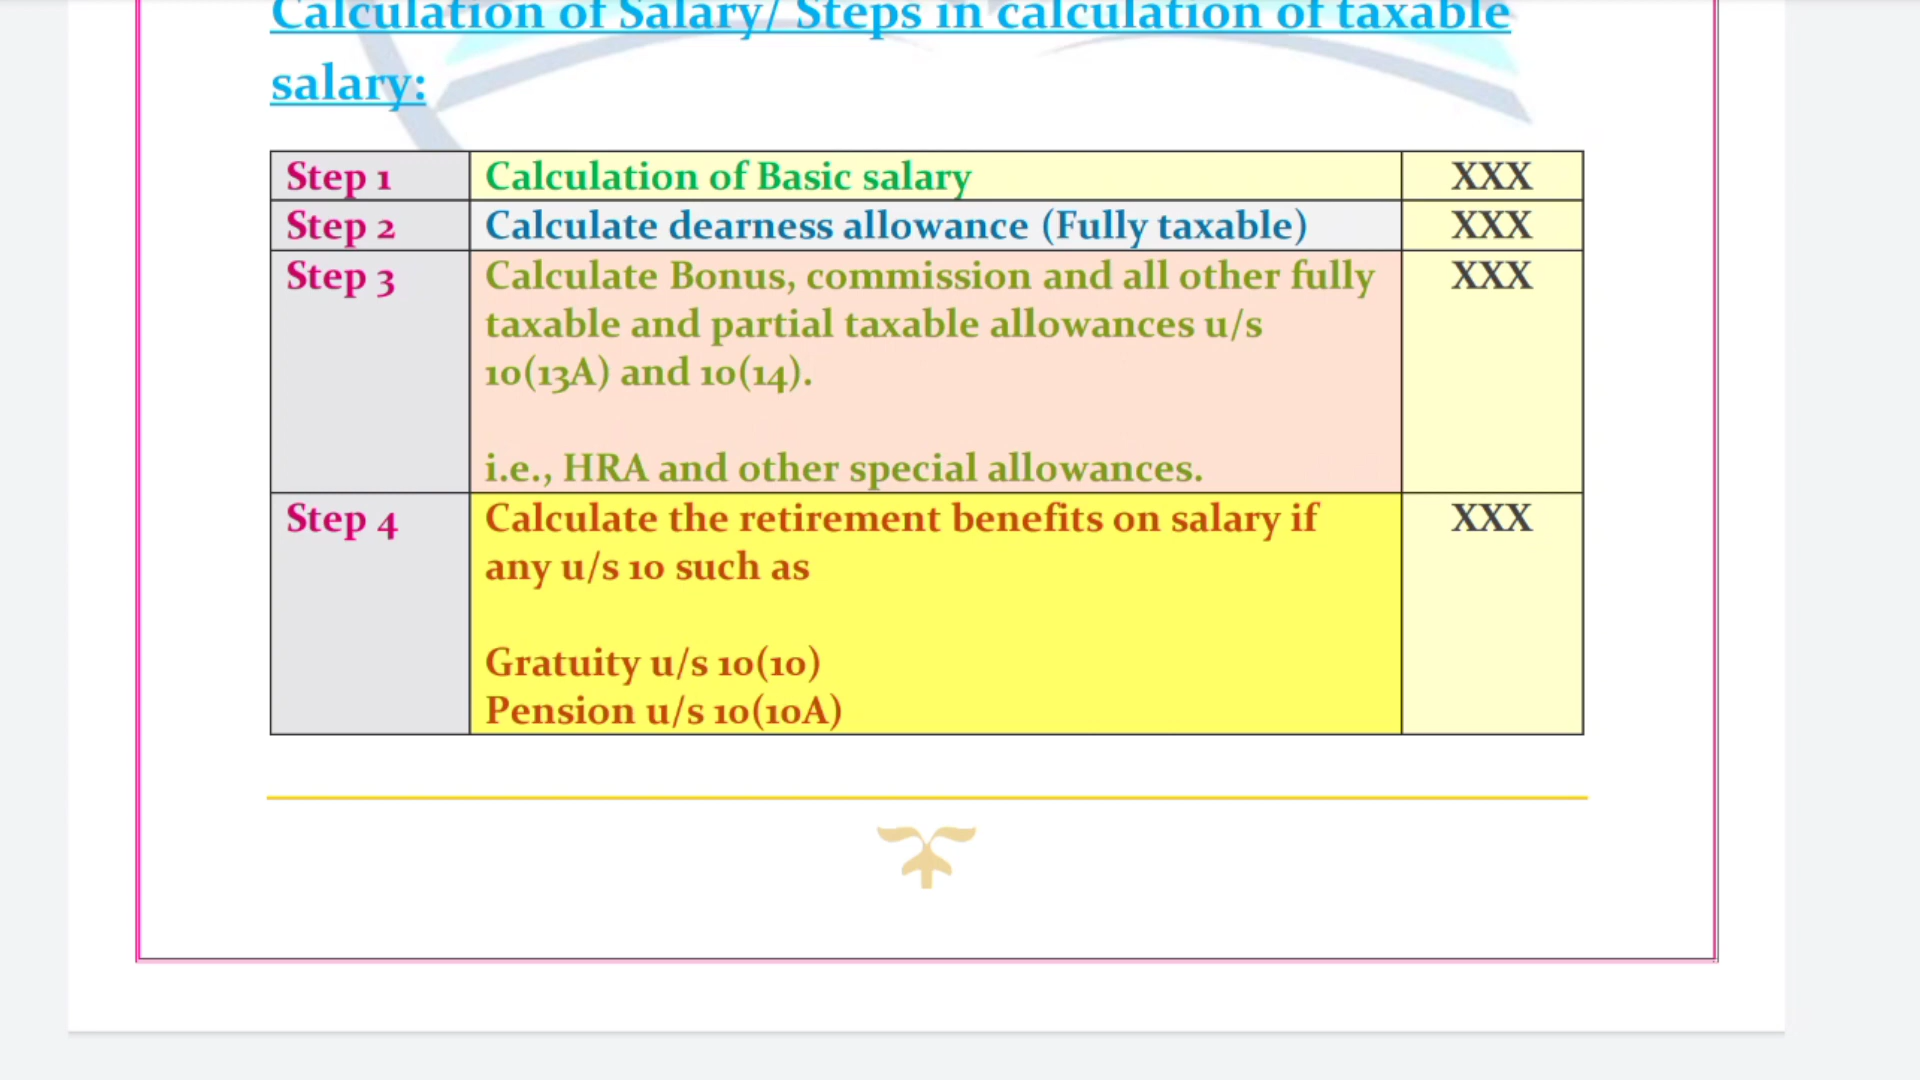 Calculation of Salary/ Steps in calculation of taxable
salary:
Step 1 Calculation of Basic salary XXX
Step 2 Calculate dearness allowance (Fully taxable) XXX
Step 3 Calculate Bonus, commission and all other fully XXX
taxable and partial taxable allowances u/s
10(13A) and 10(14).
i.e., HRA and other special allowances.
Step 4 Calculate the retirement benefits on salary if XXX
any u/s 10 such as
Gratuity u/s 10(10)
Pension u/s 10(10A)